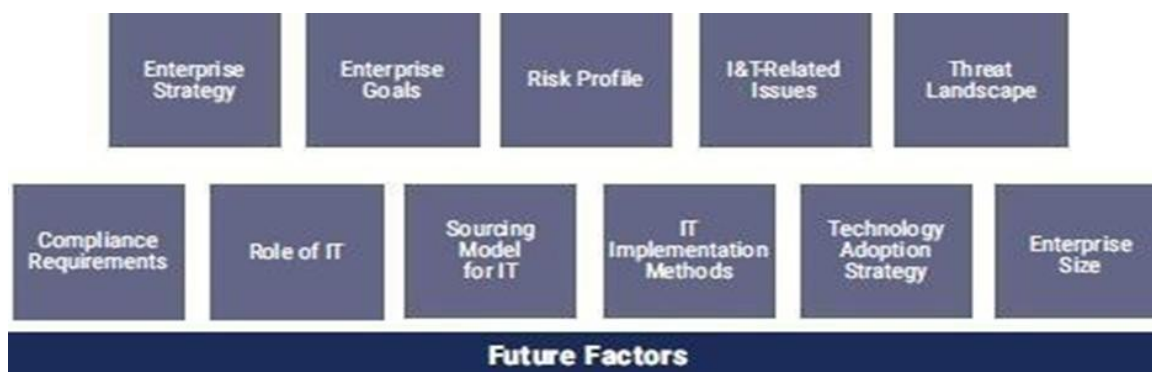 Enterprise
Strategy
Enterprise
Goals
Risk Profile
I&T-Related
Issues
Threat
Landscape
Compliance
Requirements
Role of IT
Sourcing
Model
for IT
IT
Implementation
Methods
Technology
Adoption
Strategy
Enterprise
Size
Future Factors